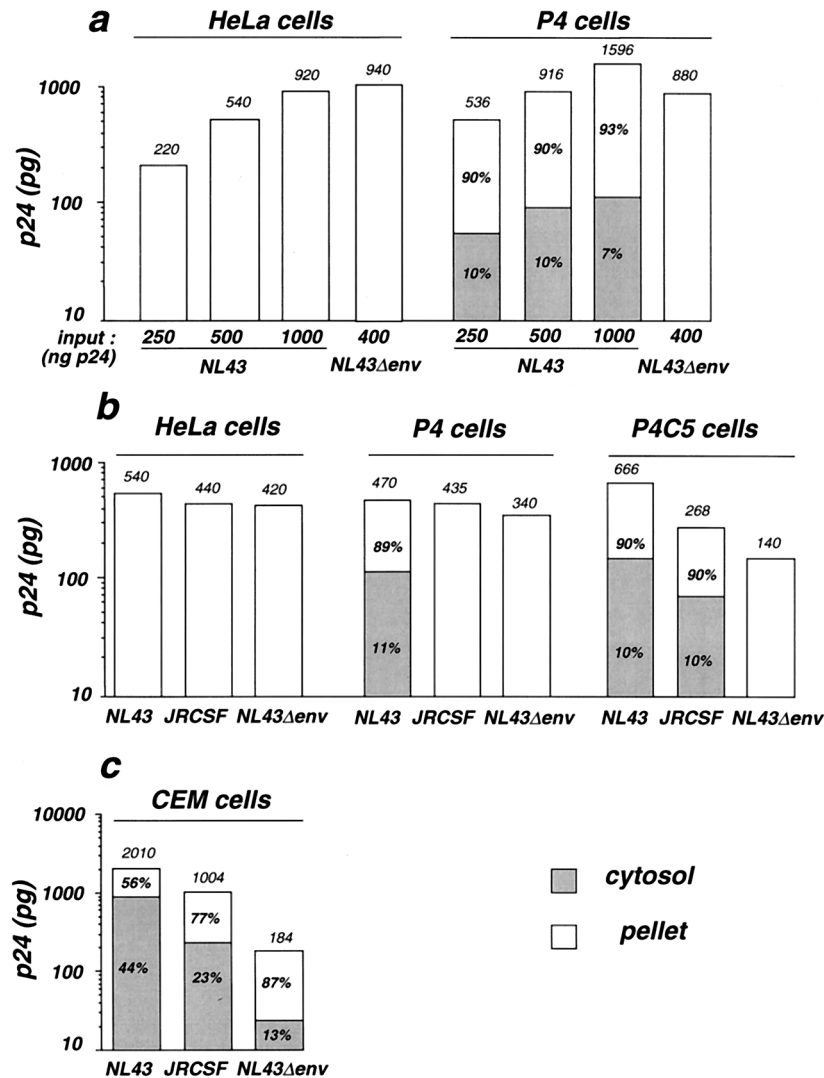 a
HeLa cells
P4 cells
p24 (pg)
1000
100
10
220
540
920
940
536
916
1596
880
90%
90%
93%
10%
10%
7%
input :
(ng p24)
250 500 1000 400
250 500 1000 400
NL43 NL43Δenv
NL43 NL43Δenv
b
HeLa cells
P4 cells
P4C5 cells
p24 (pg)
1000
100
10
540
440
420
470
435
340
666
268
140
89%
11%
90%
10%
90%
10%
NL43 JRCSF NL43Δenv
NL43 JRCSF NL43Δenv
NL43 JRCSF NL43Δenv
c
CEM cells
p24 (pg)
10000
1000
100
10
2010
1004
184
56%
44%
77%
23%
87%
13%
NL43 JRCSF NL43Δenv
cytosol
pellet